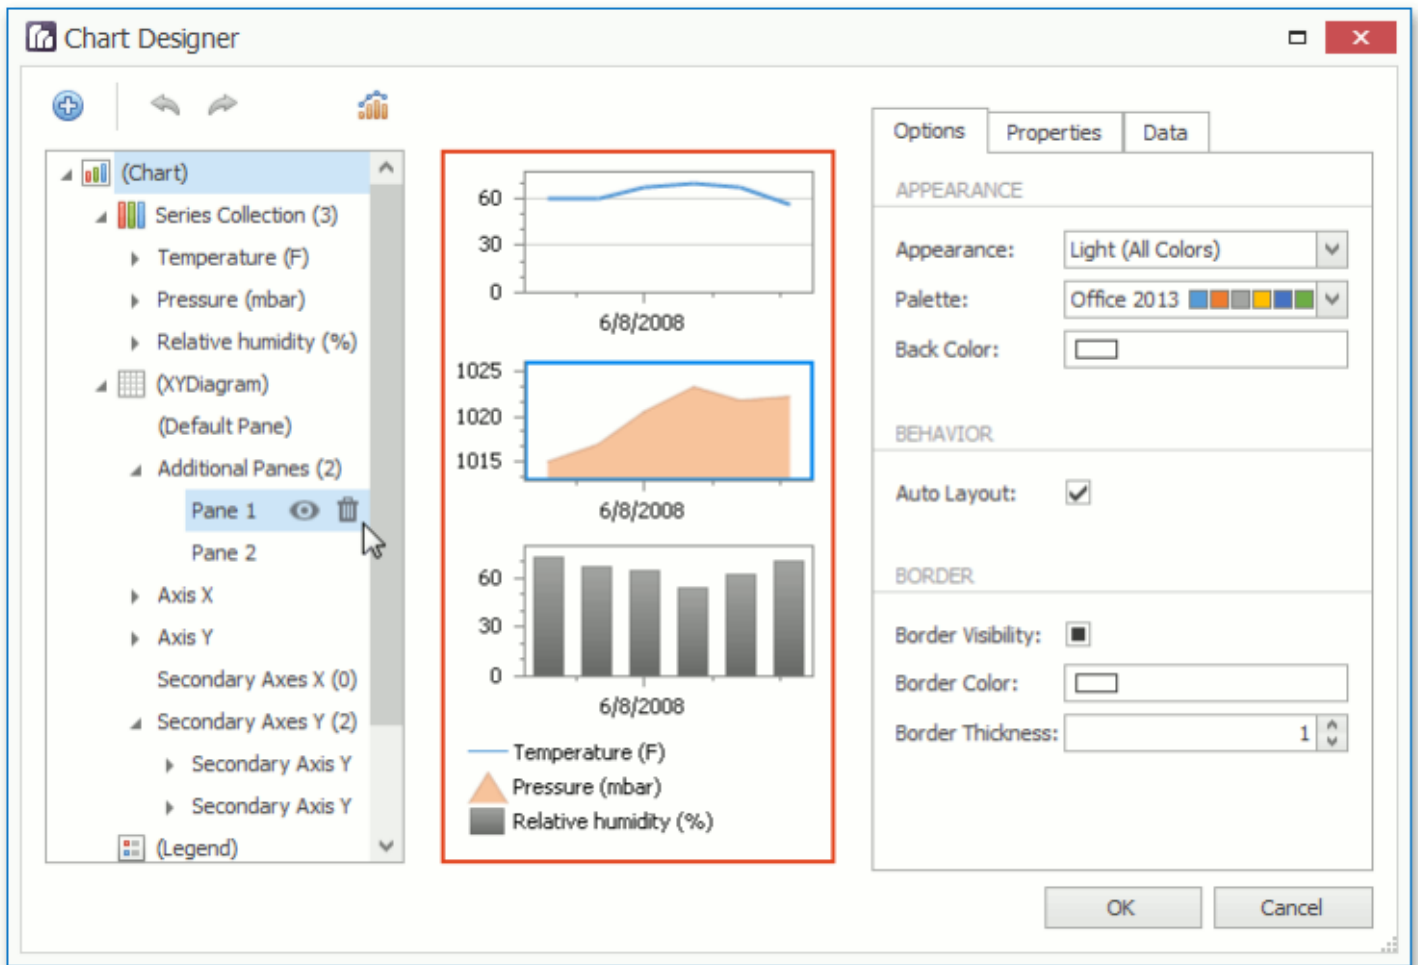 Chart Designer
(Chart)
Series Collection (3)
Temperature (F)
Pressure (mbar)
Relative humidity (%)
(XYDiagram)
(Default Pane)
Additional Panes (2)
Pane 1
Pane 2
Axis X
Axis Y
Secondary Axes X (0)
Secondary Axes Y (2)
Secondary Axis Y
Secondary Axis Y
(Legend)
60
30
0
6/8/2008
1025
1020
1015
6/8/2008
60
30
0
6/8/2008
Temperature (F)
Pressure (mbar)
Relative humidity (%)
Options Properties Data
APPEARANCE
Appearance: Light (All Colors)
Palette: Office 2013
Back Color:
BEHAVIOR
Auto Layout:
BORDER
Border Visibility:
Border Color:
Border Thickness: 1
OK Cancel